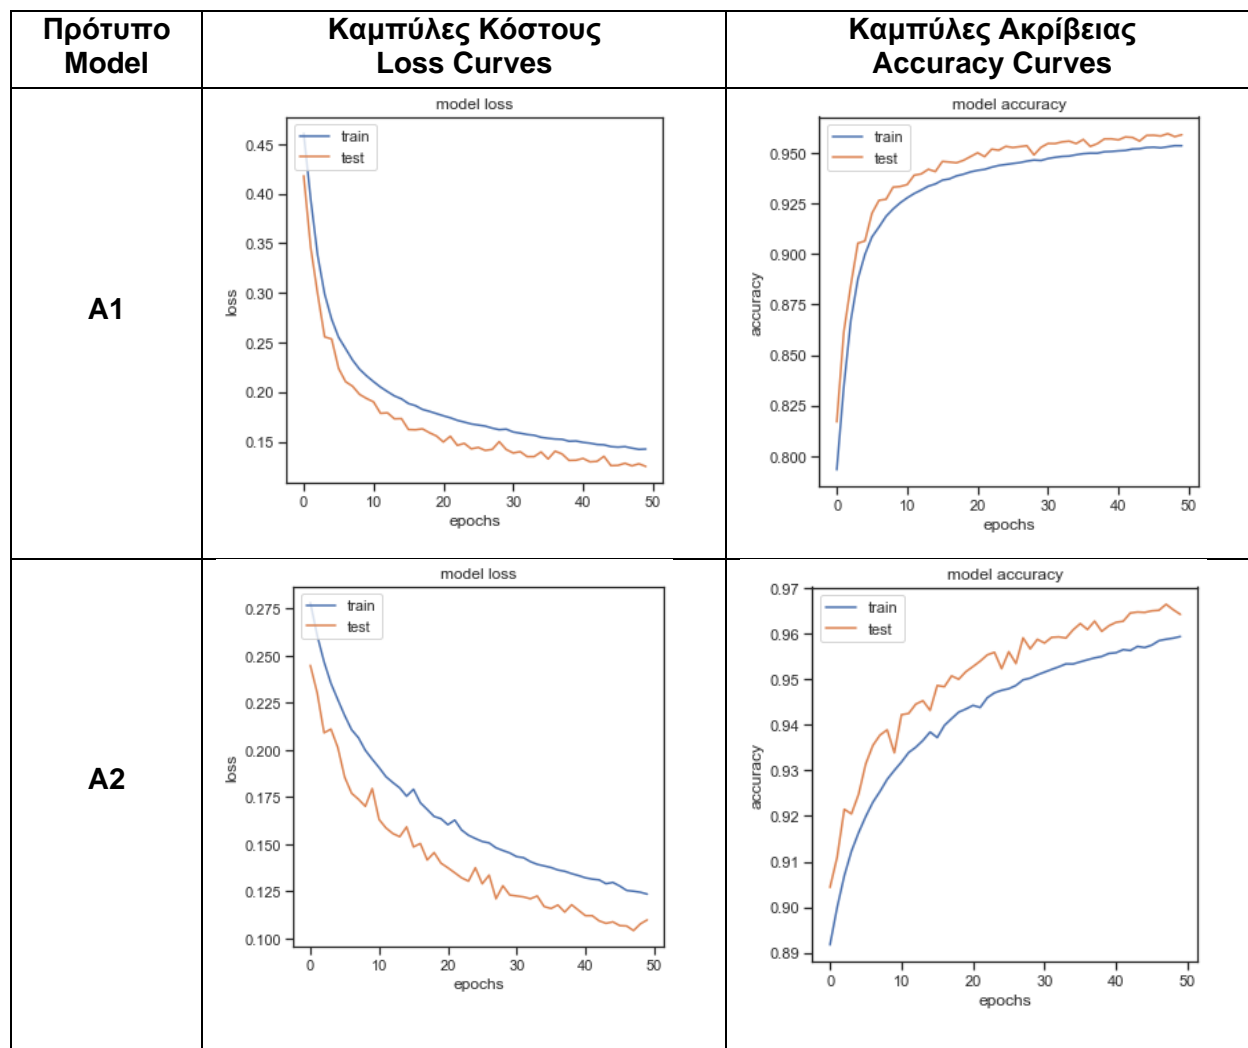 Πρότυπο
Model
Καμπύλες Κόστους
Loss Curves
Καμπύλες Ακρίβειας
Accuracy Curves
A1
model loss
train
test
0.45
0.40
0.35
0.30
0.25
0.20
0.15
loss
0 10 20 30 40 50
epochs
model accuracy
train
test
0.950
0.925
0.900
0.875
0.850
0.825
0.800
accuracy
0 10 20 30 40 50
epochs
A2
model loss
train
test
0.275
0.250
0.225
0.200
0.175
0.150
0.125
0.100
loss
0 10 20 30 40 50
epochs
model accuracy
train
test
0.97
0.96
0.95
0.94
0.93
0.92
0.91
0.90
0.89
accuracy
0 10 20 30 40 50
epochs